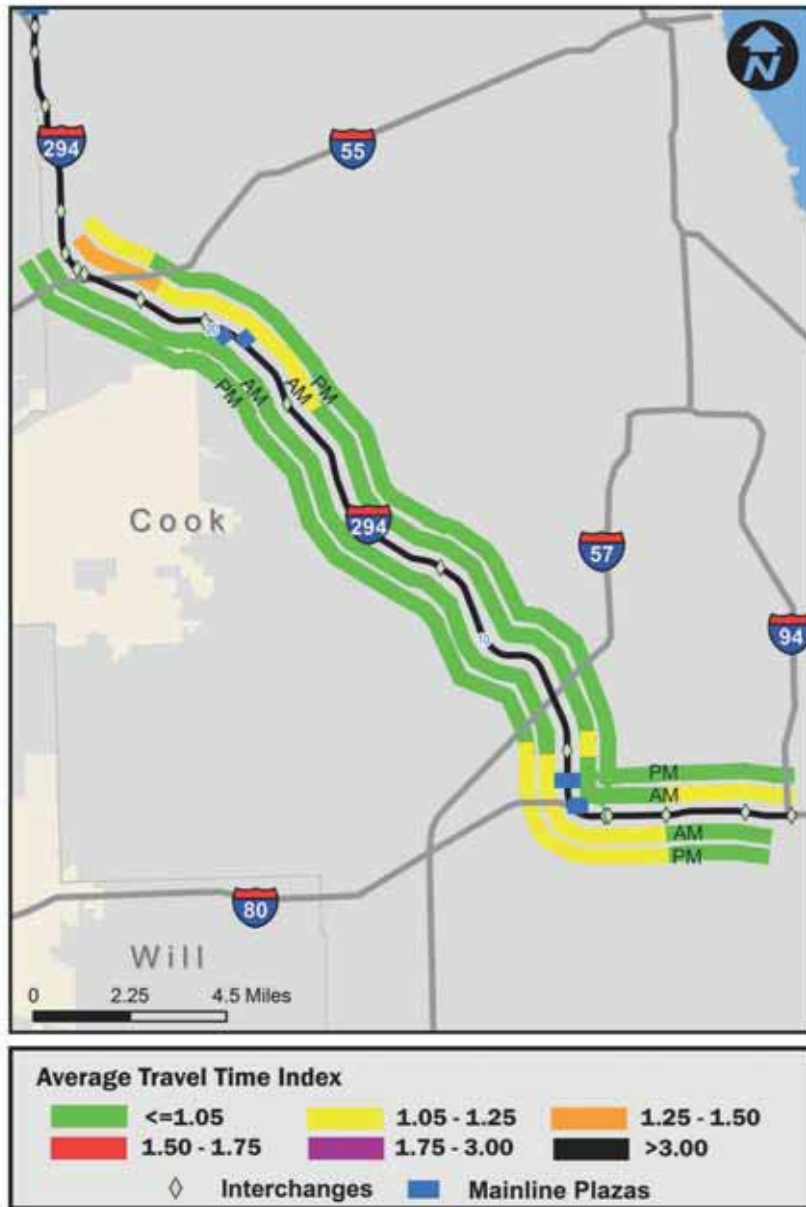 N
294
55
PM
AM
AM
PM
20
Cook
294
57
10
94
PM
AM
AM
PM
80
Will
0 2.25 4.5 Miles
Average Travel Time Index
<=1.05 1.05 - 1.25 1.25 - 1.50
1.50 - 1.75 1.75 - 3.00 >3.00
Interchanges Mainline Plazas